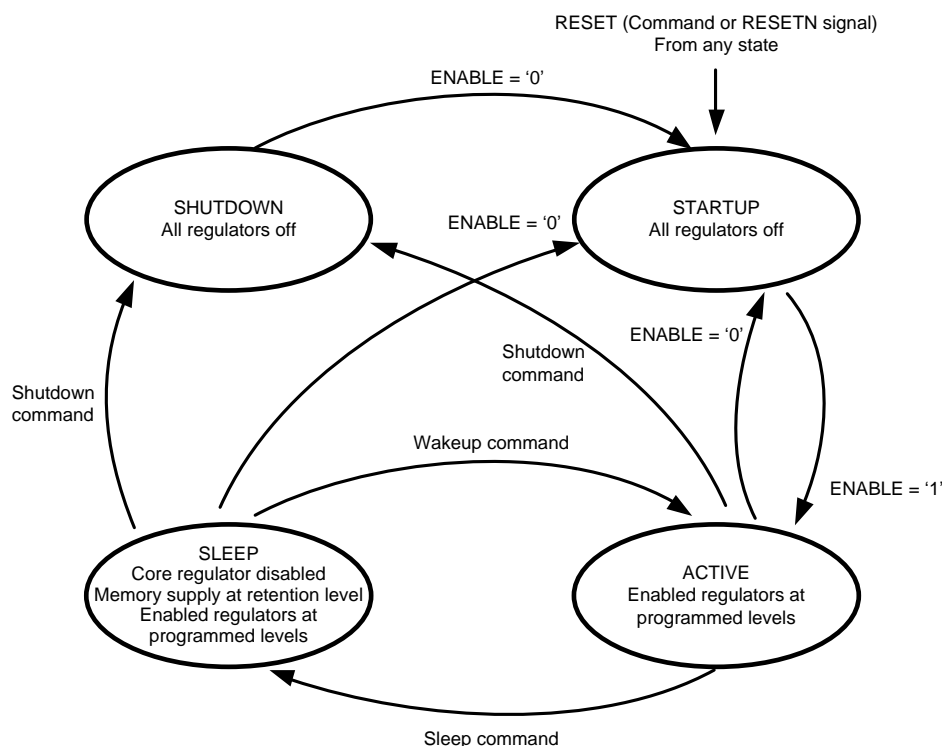 RESET (Command or RESETN signal)
From any state
ENABLE = ‘0’
SHUTDOWN
All regulators off
STARTUP
All regulators off
ENABLE = ‘0’
ENABLE = ‘0’
Shutdown
command
Shutdown
command
Wakeup command
ENABLE = ‘1’
SLEEP
Core regulator disabled
Memory supply at retention level
Enabled regulators at
programmed levels
ACTIVE
Enabled regulators at
programmed levels
Sleep command